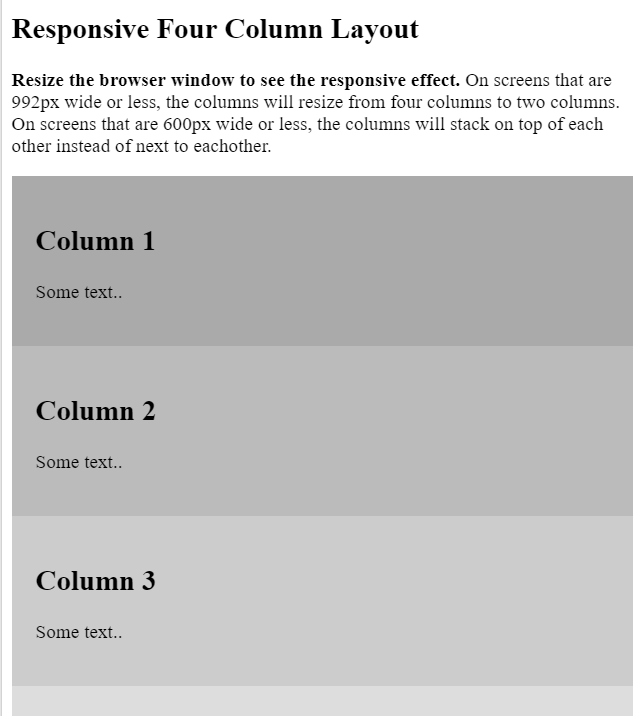 Responsive Four Column Layout
Resize the browser window to see the responsive effect. On screens that are
992px wide or less, the columns will resize from four columns to two columns.
On screens that are 600px wide or less, the columns will stack on top of each
other instead of next to eachother.
Column 1
Some text..
Column 2
Some text..
Column 3
Some text..